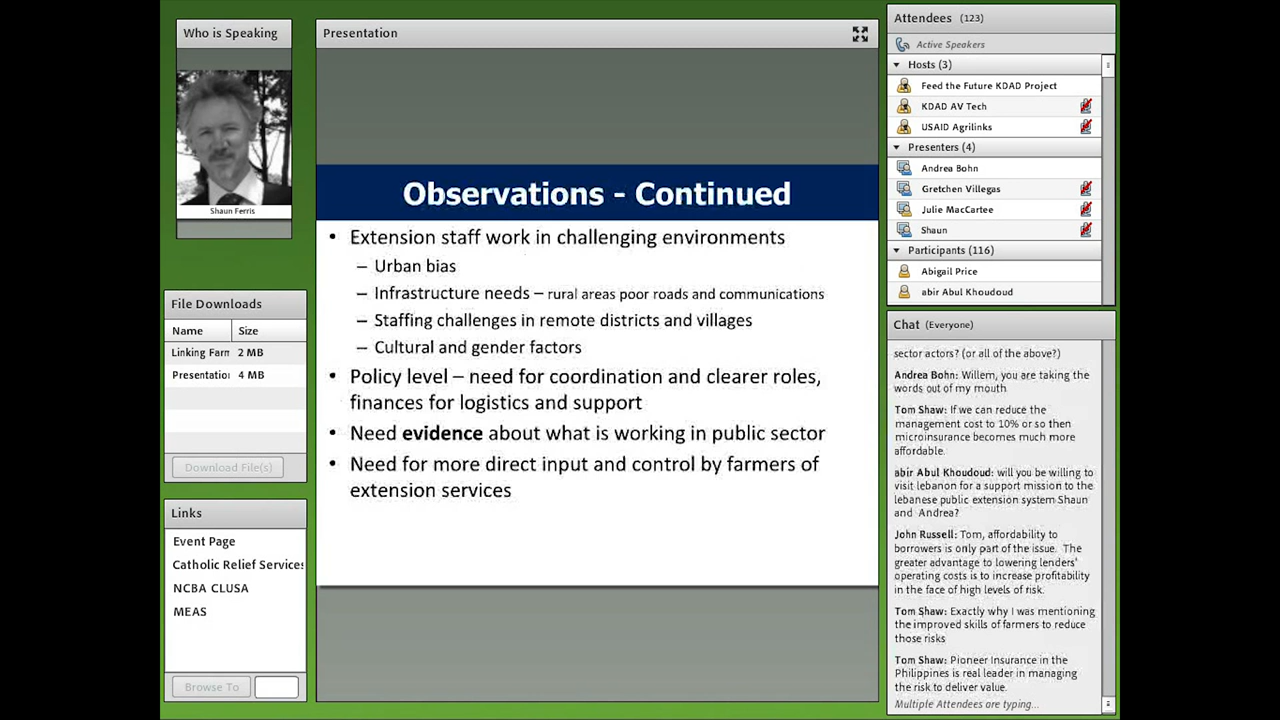 Who is Speaking
Shaun Ferris
File Downloads
Name Size
Linking Farm 2 MB
Presentatio 4 MB
Download File(s)
Links
Event Page
Catholic Relief Services
NCBA CLUSA
MEAS
Browse To
Presentation
Observations - Continued
• Extension staff work in challenging environments
– Urban bias
– Infrastructure needs – rural areas poor roads and communications
– Staffing challenges in remote districts and villages
– Cultural and gender factors
• Policy level – need for coordination and clearer roles,
finances for logistics and support
• Need evidence about what is working in public sector
• Need for more direct input and control by farmers of
extension services
Attendees (123)
Active Speakers
Hosts (3)
Feed the Future KDAD Project
KDAD AV Tech
USAID Agrilinks
Presenters (4)
Andrea Bohn
Gretchen Villegas
Julie MacCartee
Shaun
Participants (116)
Abigail Price
abir Abul Khoudoud
Chat (Everyone)
sector actors? (or all of the above?)
Andrea Bohn: Willem, you are taking the
words out of my mouth
Tom Shaw: If we can reduce the
management cost to 10% or so then
microinsurance becomes much more
affordable.
abir Abul Khoudoud: will you be willing to
visit lebanon for a support mission to the
lebanese public extension system Shaun
and Andrea?
John Russell: Tom, affordability to
borrowers is only part of the issue. The
greater advantage to lowering lenders'
operating costs is to increase profitability
in the face of high levels of risk.
Tom Shaw: Exactly why I was mentioning
the improved skills of farmers to reduce
those risks
Tom Shaw: Pioneer Insurance in the
Philippines is real leader in managing
the risk to deliver value.
Multiple Attendees are typing...